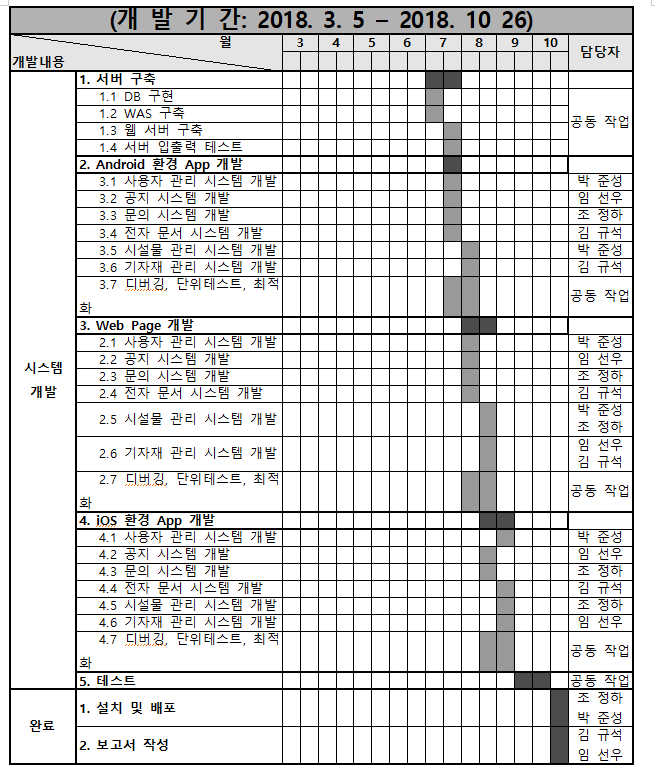 (개 발 기 간: 2018. 3. 5 – 2018. 10 26)
월
개발내용
3 4 5 6 7 8 9 10
담당자
시스템
개발
1. 서버 구축
1.1 DB 구현
1.2 WAS 구축
1.3 웹 서버 구축
1.4 서버 입출력 테스트
공동 작업
2. Android 환경 App 개발
3.1 사용자 관리 시스템 개발 박 준성
3.2 공지 시스템 개발 임 선우
3.3 문의 시스템 개발 조 정하
3.4 전자 문서 시스템 개발 김 규석
3.5 시설물 관리 시스템 개발 박 준성
3.6 기자재 관리 시스템 개발 김 규석
3.7 디버깅, 단위테스트, 최적
화
공동 작업
3. Web Page 개발
2.1 사용자 관리 시스템 개발 박 준성
2.2 공지 시스템 개발 임 선우
2.3 문의 시스템 개발 조 정하
2.4 전자 문서 시스템 개발 김 규석
2.5 시설물 관리 시스템 개발
박 준성
조 정하
2.6 기자재 관리 시스템 개발
임 선우
김 규석
2.7 디버깅, 단위테스트, 최적
화
공동 작업
4. iOS 환경 App 개발
4.1 사용자 관리 시스템 개발 박 준성
4.2 공지 시스템 개발 임 선우
4.3 문의 시스템 개발 조 정하
4.4 전자 문서 시스템 개발 김 규석
4.5 시설물 관리 시스템 개발 조 정하
4.6 기자재 관리 시스템 개발 임 선우
4.7 디버깅, 단위테스트, 최적
화
공동 작업
5. 테스트 공동 작업
완료
1. 설치 및 배포
조 정하
박 준성
2. 보고서 작성
김 규석
임 선우